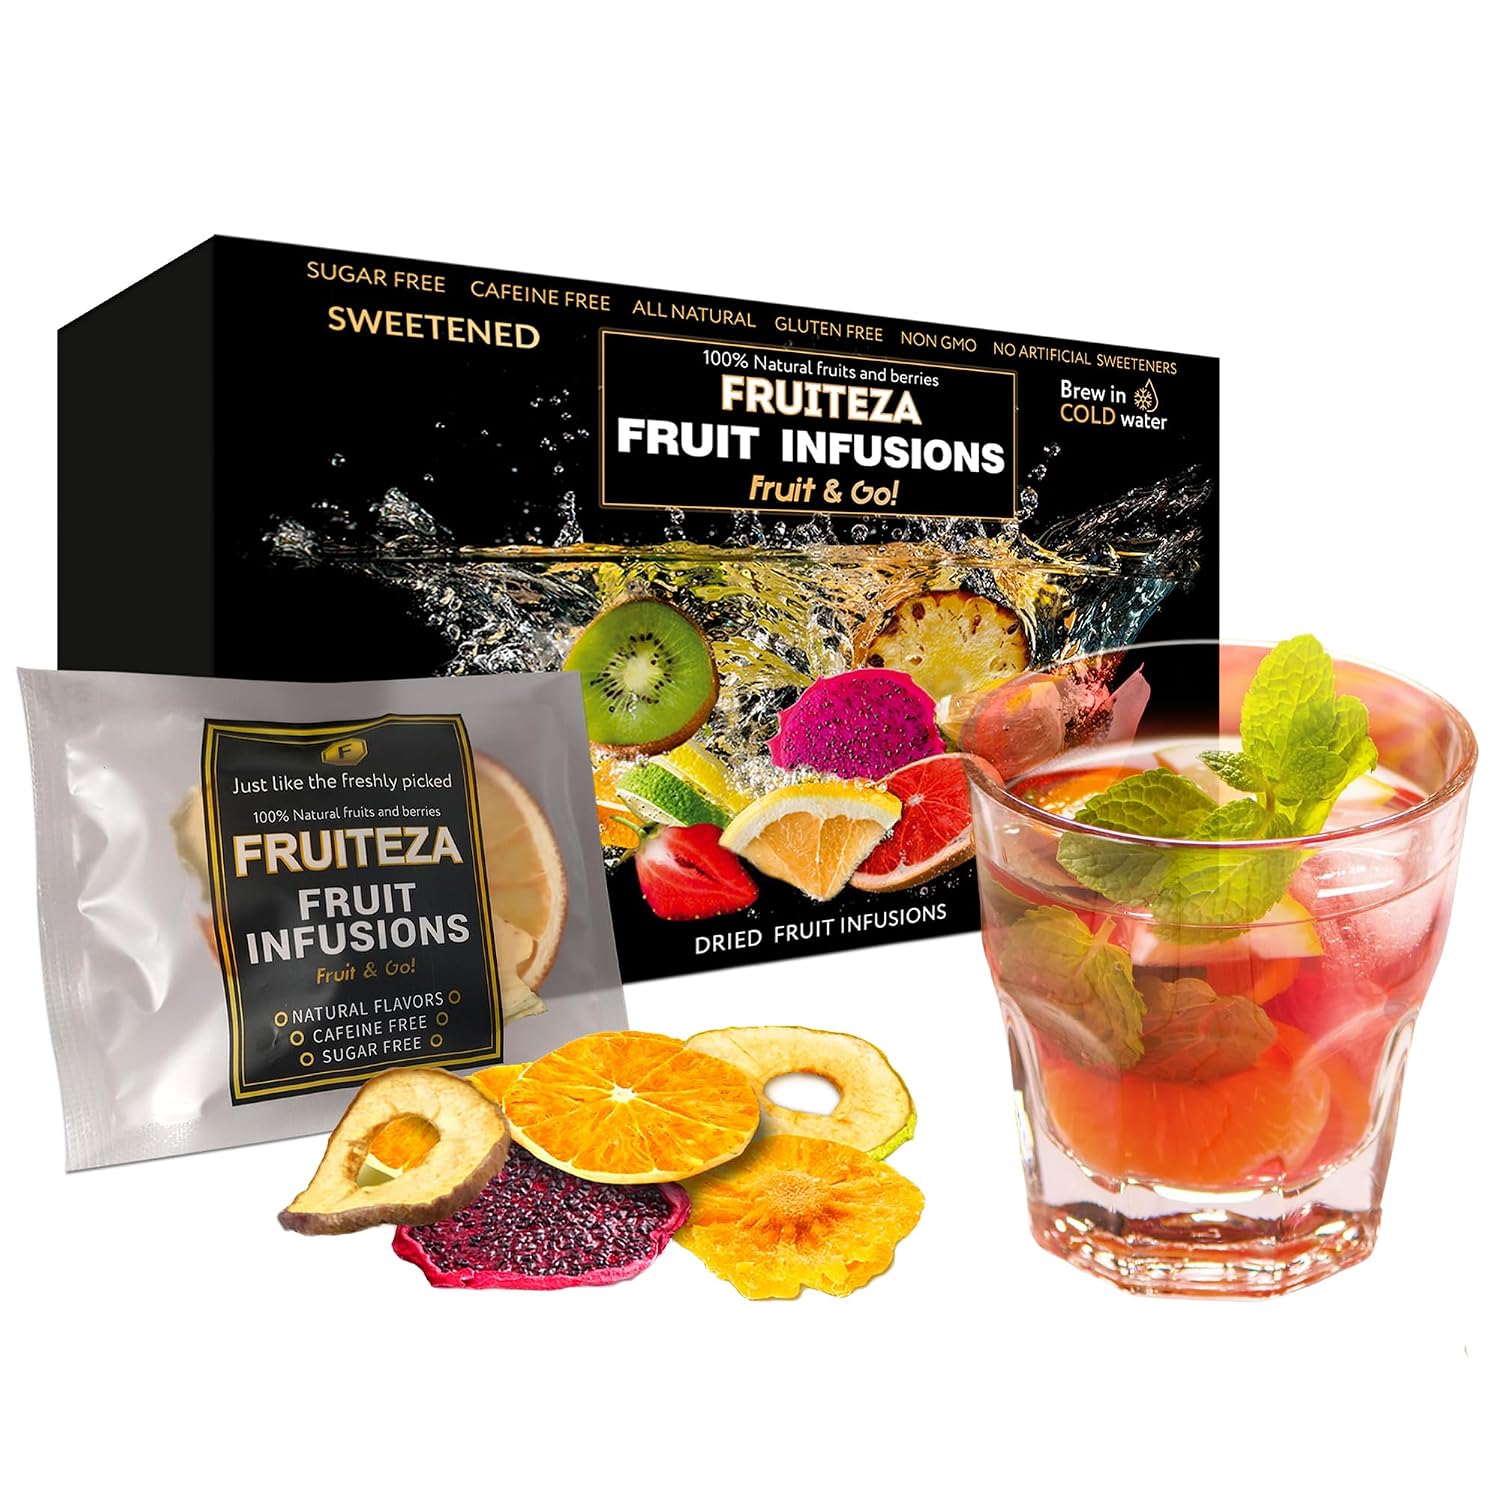 SUGAR FREE CAFEINE FREE ALL NATURAL GLUTEN FREE NON GMO NO ARTIFICIAL SWEETENERS
SWEETENED
100% Natural fruits and berries
FRUITEZA
FRUIT INFUSIONS
Fruit & Go!
Brew in
COLD water
DRIED FRUIT INFUSIONS
F
Just like the freshly picked
100% Natural fruits and berries
FRUITEZA
FRUIT
INFUSIONS
Fruit & Go!
NATURAL FLAVORS
CAFEINE FREE
SUGAR FREE